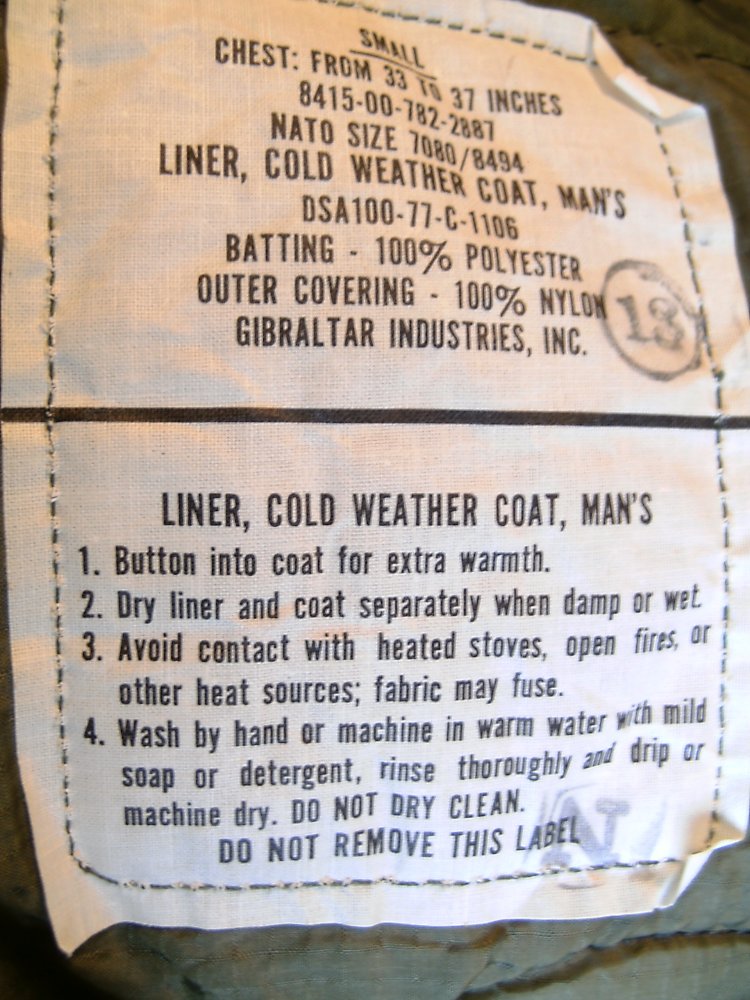 SMALL
CHEST: FROM 33 TO 37 INCHES
8415-00-782-2887
NATO SIZE 7080/8494
LINER, COLD WEATHER COAT, MAN'S
DSA100-77-C-1106
BATTING - 100% POLYESTER
OUTER COVERING - 100% NYLON
13
GIBRALTAR INDUSTRIES, INC.
LINER, COLD WEATHER COAT, MAN'S
1. Button into coat for extra warmth.
2. Dry liner and coat separately when damp or wet.
3. Avoid contact with heated stoves, open fires, or
other heat sources; fabric may fuse.
4. Wash by hand or machine in warm water with mild
soap or detergent, rinse thoroughly and drip or
machine dry. DO NOT DRY CLEAN.
DO NOT REMOVE THIS LABEL